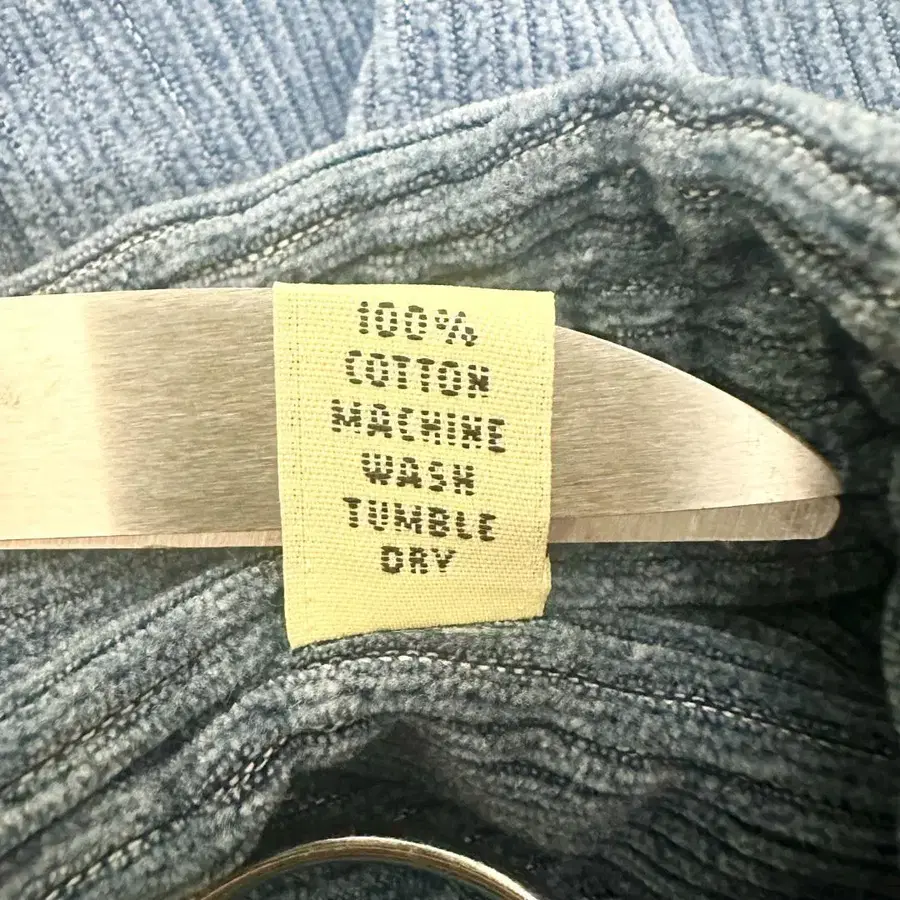 100%
COTTON
MACHINE
WASH
TUMBLE
DRY